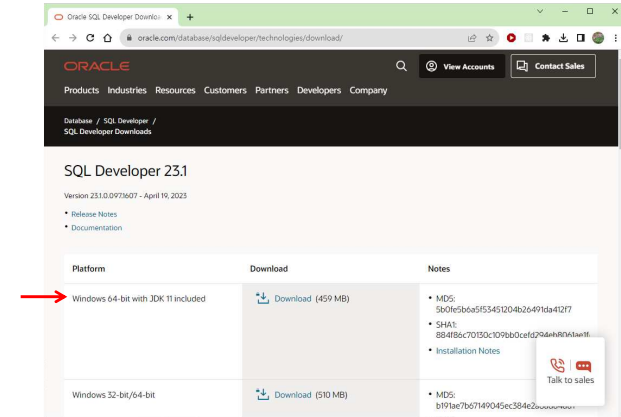 Oracle SQL Developer Downloa
oracle.com/database/sqldeveloper/technologies/download/
ORACLE
View Accounts
Contact Sales
Products Industries Resources Customers Partners Developers Company
Database / SQL Developer /
SQL Developer Downloads
SQL Developer 23.1
Version 23.1.0.097.1607 - April 19, 2023
• Release Notes
• Documentation
Platform Download Notes
Windows 64-bit with JDK 11 included Download (459 MB)
• MD5:
5b0fe5b6a5f53451204b26491da412f7
• SHA1:
884f86c70130c109bb0cefd294eb8061ae1f
• Installation Notes
Talk to sales
Windows 32-bit/64-bit Download (510 MB)
• MD5: